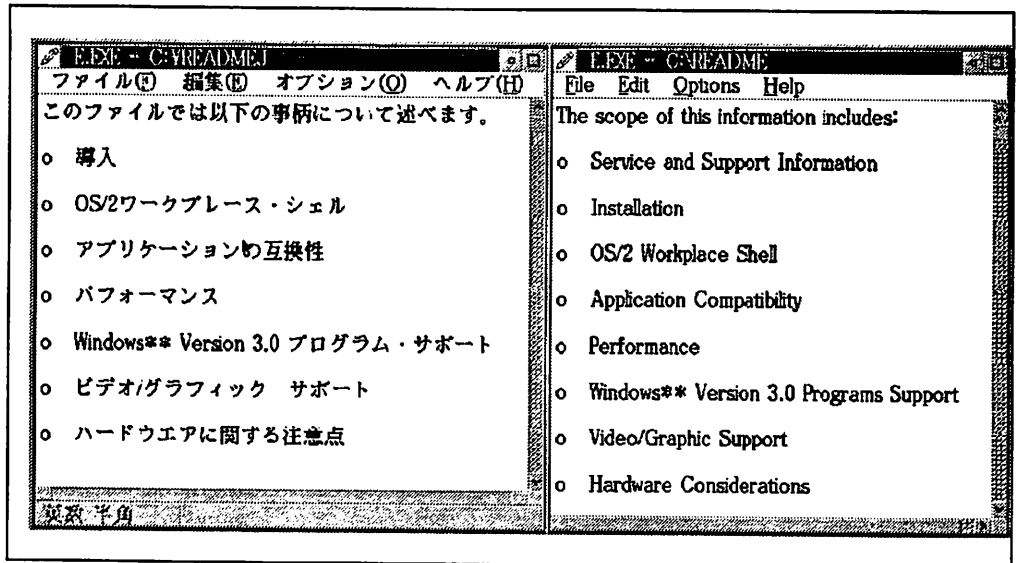 E.EXE - C:¥README.J
ファイル(F) 編集(E) オプション(O) ヘルプ(H)
このファイルでは以下の事柄について述べます。
o 導入
o OS/2ワークプレース・シェル
o アプリケーションの互換性
o パフォーマンス
o Windows** Version 3.0 プログラム・サポート
o ビデオ/グラフィック サポート
o ハードウエアに関する注意点
英数 半角
E.EXE - C:\README
File Edit Options Help
The scope of this information includes:
o Service and Support Information
o Installation
o OS/2 Workplace Shell
o Application Compatibility
o Performance
o Windows** Version 3.0 Programs Support
o Video/Graphic Support
o Hardware Considerations